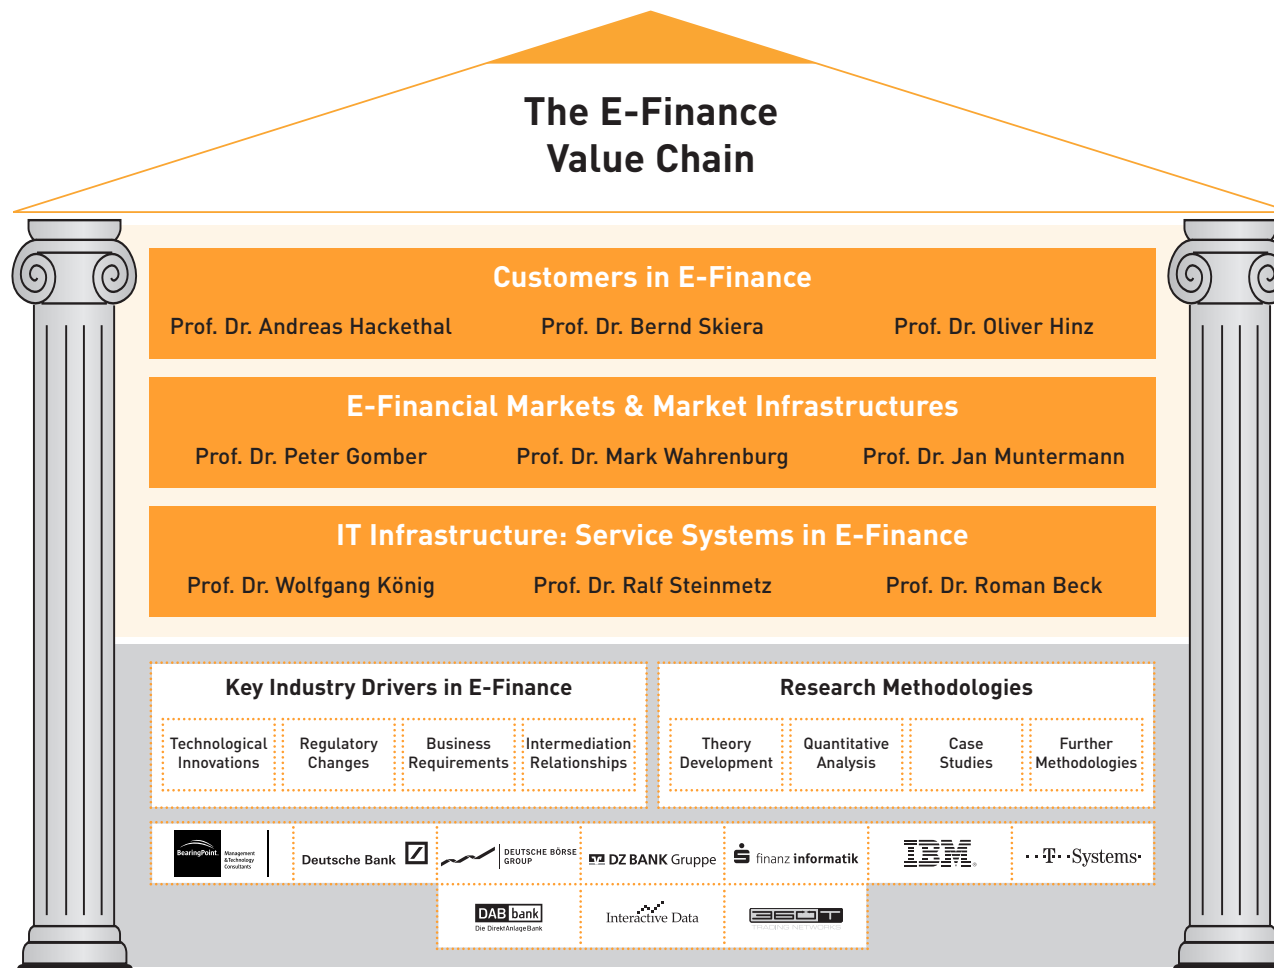 The E-Finance
Value Chain
Customers in E-Finance
Prof. Dr. Andreas Hackethal Prof. Dr. Bernd Skiera Prof. Dr. Oliver Hinz
E-Financial Markets & Market Infrastructures
Prof. Dr. Peter Gomber Prof. Dr. Mark Wahrenburg Prof. Dr. Jan Muntermann
IT Infrastructure: Service Systems in E-Finance
Prof. Dr. Wolfgang König Prof. Dr. Ralf Steinmetz Prof. Dr. Roman Beck
Key Industry Drivers in E-Finance
Technological
Innovations
Regulatory
Changes
Business
Requirements
Intermediation
Relationships
Research Methodologies
Theory
Development
Quantitative
Analysis
Case
Studies
Further
Methodologies
BearingPoint.
Management
&Technology
Consultants
Deutsche Bank
DEUTSCHE BÖRSE
GROUP
DZ BANK Gruppe
finanz informatik
IBM®
··T··Systems·
DAB bank
Die DirektAnlageBank
Interactive Data
360T
TRADING NETWORKS